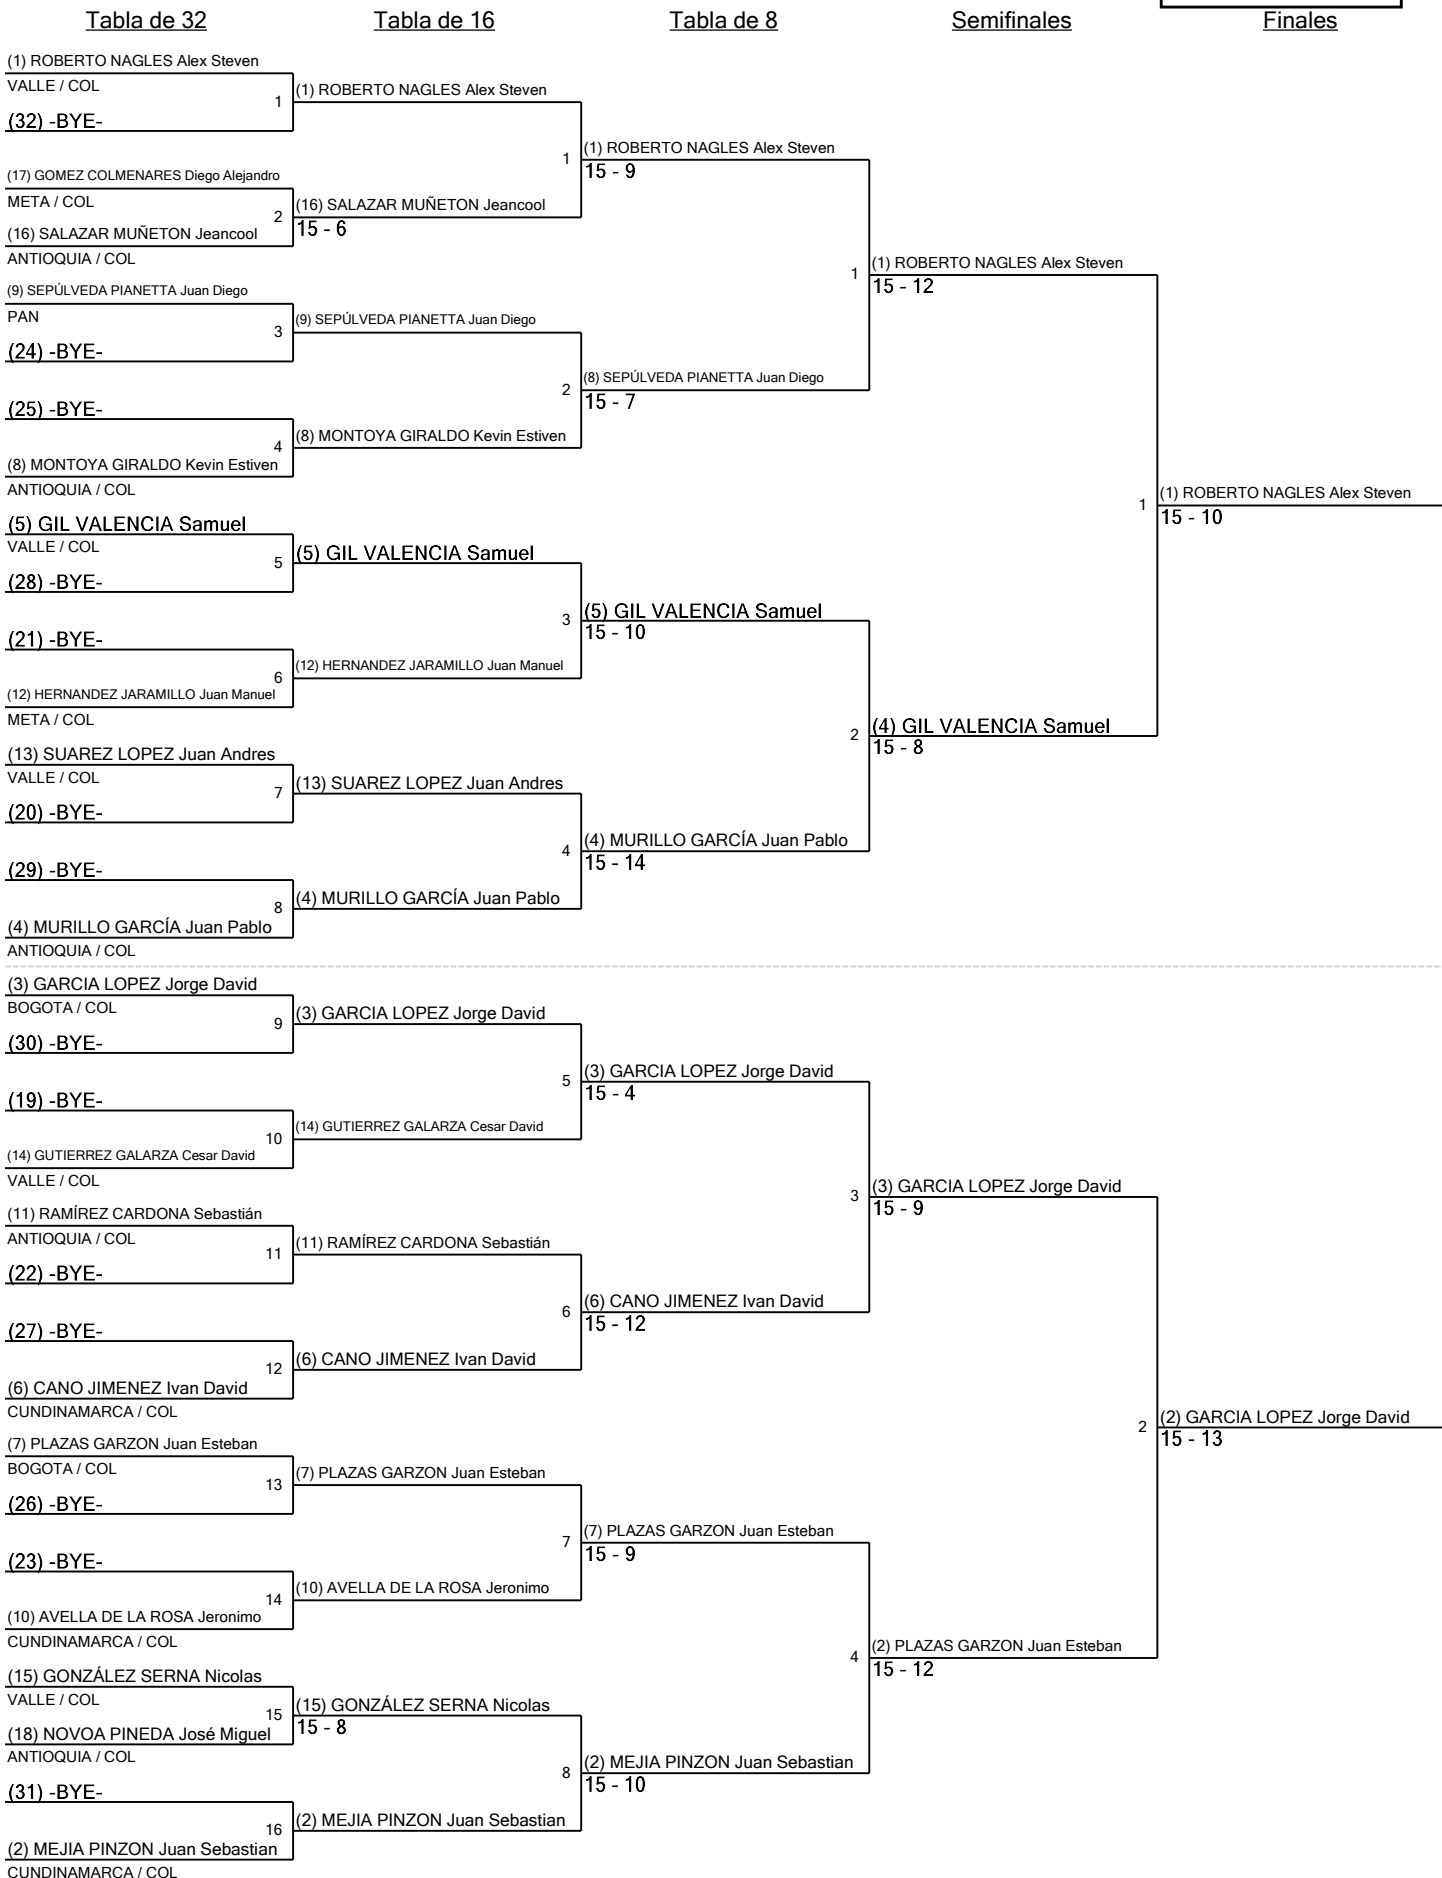 Tabla de 32
Tabla de 16
Tabla de 8
Semifinales
Finales
(1) ROBERTO NAGLES Alex Steven
VALLE / COL
1
(32) -BYE-
(17) GOMEZ COLMENARES Diego Alejandro
META / COL
2
(16) SALAZAR MUÑETON Jeancool
ANTIOQUIA / COL
(9) SEPÚLVEDA PIANETTA Juan Diego
PAN
3
(24) -BYE-
(25) -BYE-
4
(8) MONTOYA GIRALDO Kevin Estiven
ANTIOQUIA / COL
(5) GIL VALENCIA Samuel
VALLE / COL
5
(28) -BYE-
(21) -BYE-
6
(12) HERNANDEZ JARAMILLO Juan Manuel
META / COL
(13) SUAREZ LOPEZ Juan Andres
VALLE / COL
7
(20) -BYE-
(29) -BYE-
8
(4) MURILLO GARCÍA Juan Pablo
ANTIOQUIA / COL
(3) GARCIA LOPEZ Jorge David
BOGOTA / COL
9
(30) -BYE-
(19) -BYE-
10
(14) GUTIERREZ GALARZA Cesar David
VALLE / COL
(11) RAMÍREZ CARDONA Sebastián
ANTIOQUIA / COL
11
(22) -BYE-
(27) -BYE-
12
(6) CANO JIMENEZ Ivan David
CUNDINAMARCA / COL
(7) PLAZAS GARZON Juan Esteban
BOGOTA / COL
13
(26) -BYE-
(23) -BYE-
14
(10) AVELLA DE LA ROSA Jeronimo
CUNDINAMARCA / COL
(15) GONZÁLEZ SERNA Nicolas
VALLE / COL
15
(18) NOVOA PINEDA José Miguel
ANTIOQUIA / COL
(31) -BYE-
16
(2) MEJIA PINZON Juan Sebastian
CUNDINAMARCA / COL
(1) ROBERTO NAGLES Alex Steven
1
(16) SALAZAR MUÑETON Jeancool
15 - 6
(9) SEPÚLVEDA PIANETTA Juan Diego
2
(8) MONTOYA GIRALDO Kevin Estiven
(5) GIL VALENCIA Samuel
3
(12) HERNANDEZ JARAMILLO Juan Manuel
(13) SUAREZ LOPEZ Juan Andres
4
(4) MURILLO GARCÍA Juan Pablo
(3) GARCIA LOPEZ Jorge David
5
(14) GUTIERREZ GALARZA Cesar David
(11) RAMÍREZ CARDONA Sebastián
6
(6) CANO JIMENEZ Ivan David
(7) PLAZAS GARZON Juan Esteban
7
(10) AVELLA DE LA ROSA Jeronimo
(15) GONZÁLEZ SERNA Nicolas
15 - 8
8
(2) MEJIA PINZON Juan Sebastian
(1) ROBERTO NAGLES Alex Steven
15 - 9
1
(8) SEPÚLVEDA PIANETTA Juan Diego
15 - 7
(5) GIL VALENCIA Samuel
15 - 10
2
(4) MURILLO GARCÍA Juan Pablo
15 - 14
(3) GARCIA LOPEZ Jorge David
15 - 4
3
(6) CANO JIMENEZ Ivan David
15 - 12
(7) PLAZAS GARZON Juan Esteban
15 - 9
4
(2) MEJIA PINZON Juan Sebastian
15 - 10
(1) ROBERTO NAGLES Alex Steven
15 - 12
1
(4) GIL VALENCIA Samuel
15 - 8
(3) GARCIA LOPEZ Jorge David
15 - 9
2
(2) PLAZAS GARZON Juan Esteban
15 - 12
(1) ROBERTO NAGLES Alex Steven
15 - 10
(2) GARCIA LOPEZ Jorge David
15 - 13